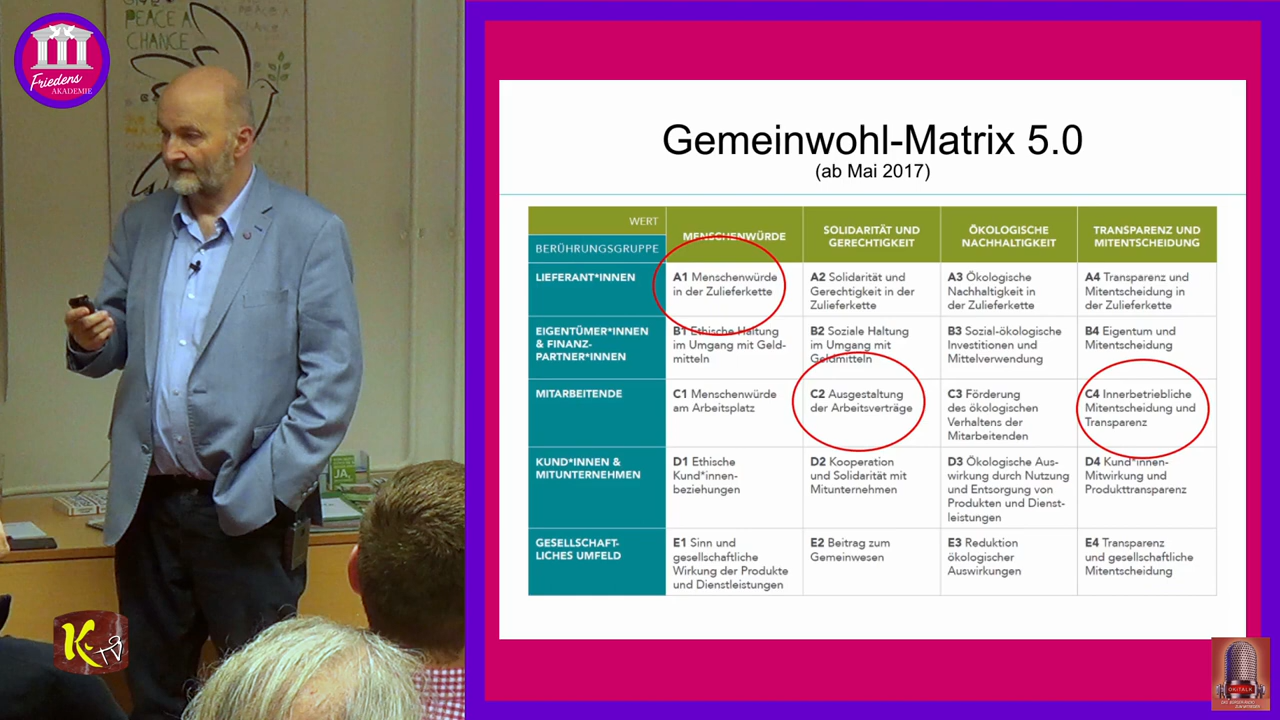 GIVE
PEACE A
CHANCE
Friedens
AKADEMIE
JA,
K-TV
Gemeinwohl-Matrix 5.0
(ab Mai 2017)
WERT
BERÜHRUNGSGRUPPE
MENSCHENWÜRDE
SOLIDARITÄT UND
GERECHTIGKEIT
ÖKOLOGISCHE
NACHHALTIGKEIT
TRANSPARENZ UND
MITENTSCHEIDUNG
LIEFERANT*INNEN
A1 Menschenwürde
in der Zulieferkette
A2 Solidarität und
Gerechtigkeit in der
Zulieferkette
A3 Ökologische
Nachhaltigkeit in
der Zulieferkette
A4 Transparenz und
Mitentscheidung in
der Zulieferkette
EIGENTÜMER*INNEN
& FINANZ-
PARTNER*INNEN
B1 Ethische Haltung
im Umgang mit Geld-
mitteln
B2 Soziale Haltung
im Umgang mit
Geldmitteln
B3 Sozial-ökologische
Investitionen und
Mittelverwendung
B4 Eigentum und
Mitentscheidung
MITARBEITENDE
C1 Menschenwürde
am Arbeitsplatz
C2 Ausgestaltung
der Arbeitsverträge
C3 Förderung
des ökologischen
Verhaltens der
Mitarbeitenden
C4 Innerbetriebliche
Mitentscheidung und
Transparenz
KUND*INNEN &
MITUNTERNEHMEN
D1 Ethische
Kund*innen-
beziehungen
D2 Kooperation
und Solidarität mit
Mitunternehmen
D3 Ökologische Aus-
wirkung durch Nutzung
und Entsorgung von
Produkten und Dienst-
leistungen
D4 Kund*innen-
Mitwirkung und
Produkttransparenz
GESELLSCHAFT-
LICHES UMFELD
E1 Sinn und
gesellschaftliche
Wirkung der Produkte
und Dienstleistungen
E2 Beitrag zum
Gemeinwesen
E3 Reduktion
ökologischer
Auswirkungen
E4 Transparenz
und gesellschaftliche
Mitentscheidung
OKITALK